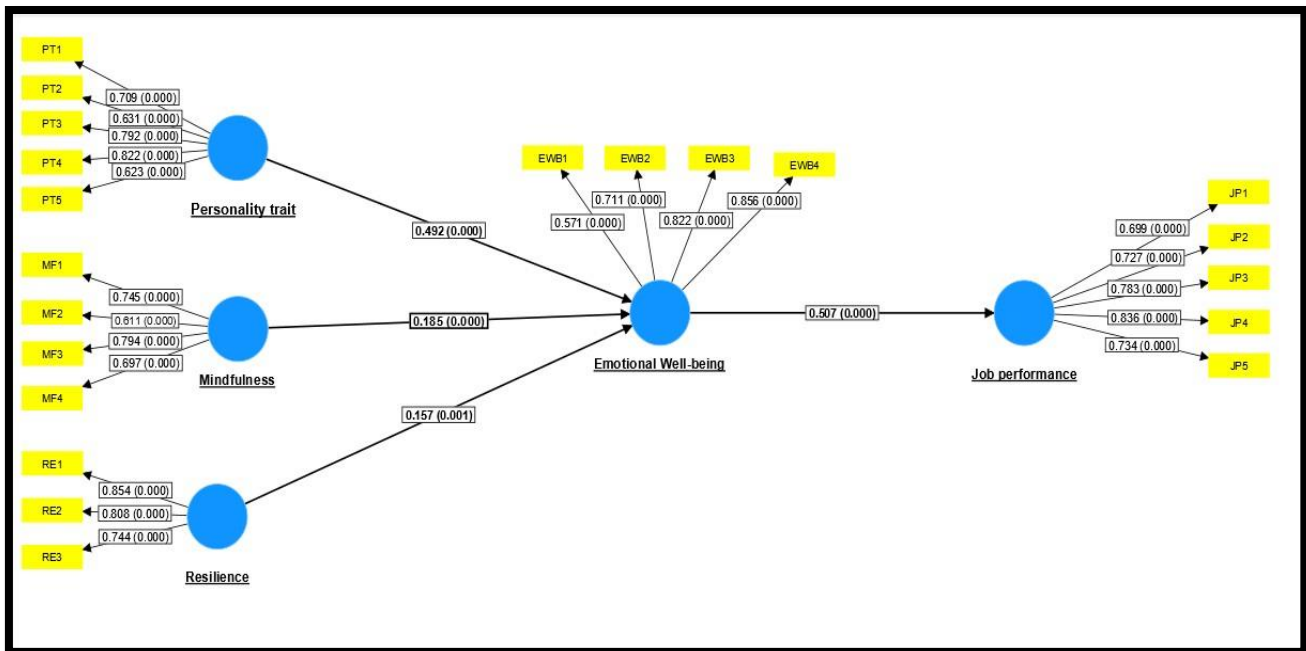 PT1
PT2
PT3
PT4
PT5
0.709 (0.000)
0.631 (0.000)
0.792 (0.000)
0.822 (0.000)
0.623 (0.000)
Personality trait
MF1
MF2
MF3
MF4
0.745 (0.000)
0.611 (0.000)
0.794 (0.000)
0.697 (0.000)
Mindfulness
RE1
RE2
RE3
0.854 (0.000)
0.808 (0.000)
0.744 (0.000)
Resilience
0.492 (0.000)
0.185 (0.000)
0.157 (0.001)
EWB1
EWB2
EWB3
EWB4
0.571 (0.000)
0.711 (0.000)
0.822 (0.000)
0.856 (0.000)
Emotional Well-being
0.507 (0.000)
JP1
JP2
JP3
JP4
JP5
0.699 (0.000)
0.727 (0.000)
0.783 (0.000)
0.836 (0.000)
0.734 (0.000)
Job performance